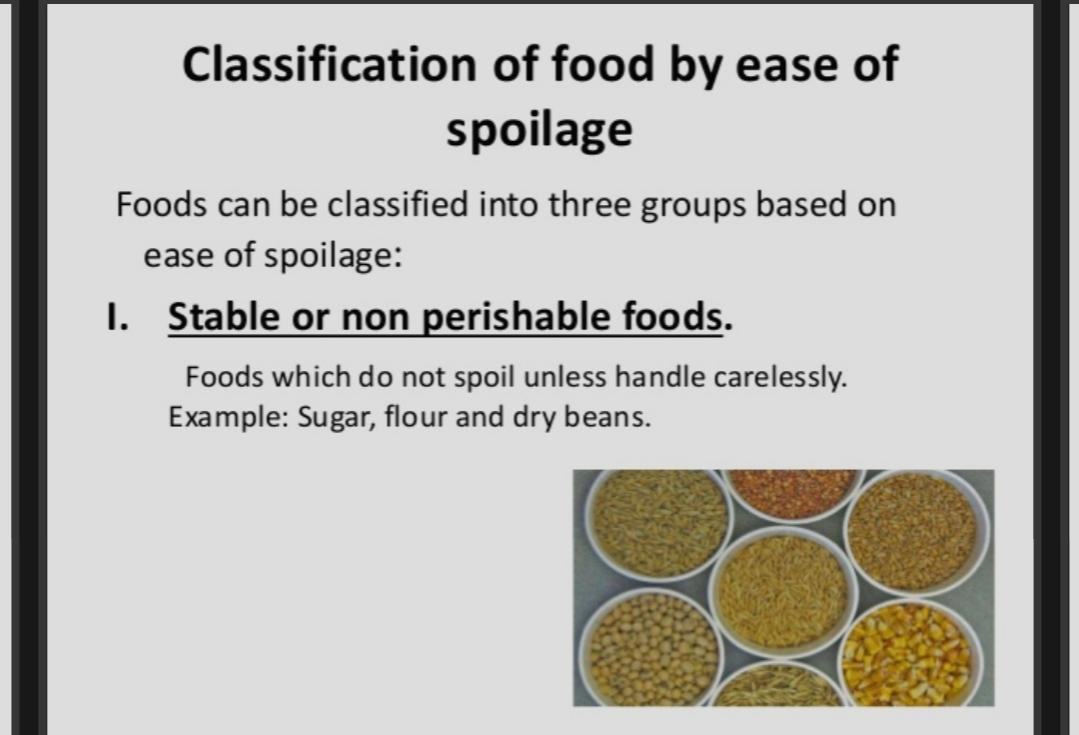 Classification of food by ease of
spoilage
Foods can be classified into three groups based on
ease of spoilage:
I. Stable or non perishable foods.
Foods which do not spoil unless handle carelessly.
Example: Sugar, flour and dry beans.